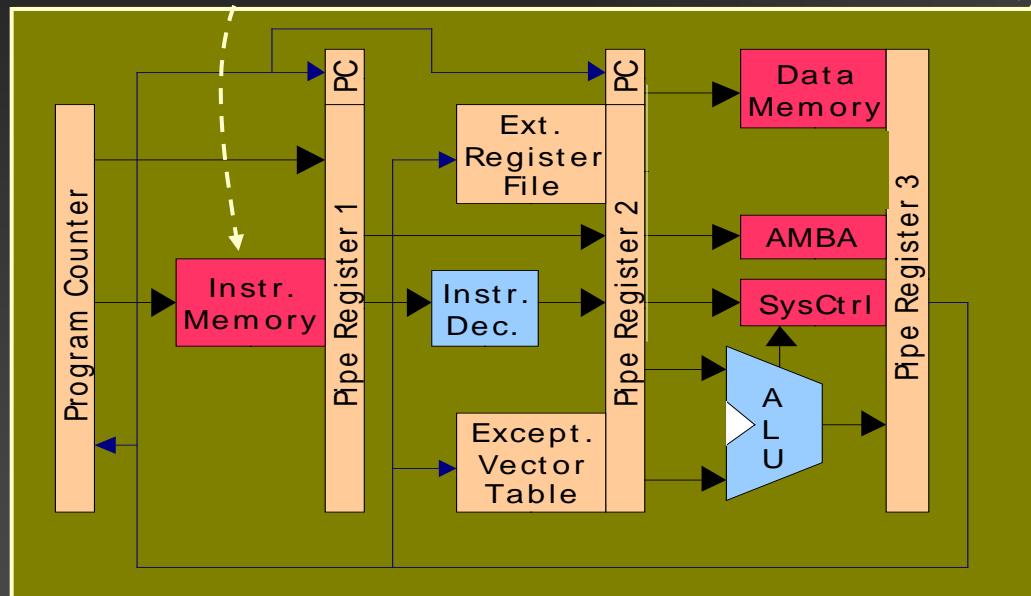 Program Counter
Instr.
Memory
PC
Pipe Register 1
Ext.
Register
File
Instr.
Dec.
Except.
Vector
Table
PC
Pipe Register 2
Data
Memory
AMBA
SysCtrl
A
L
U
Pipe Register 3